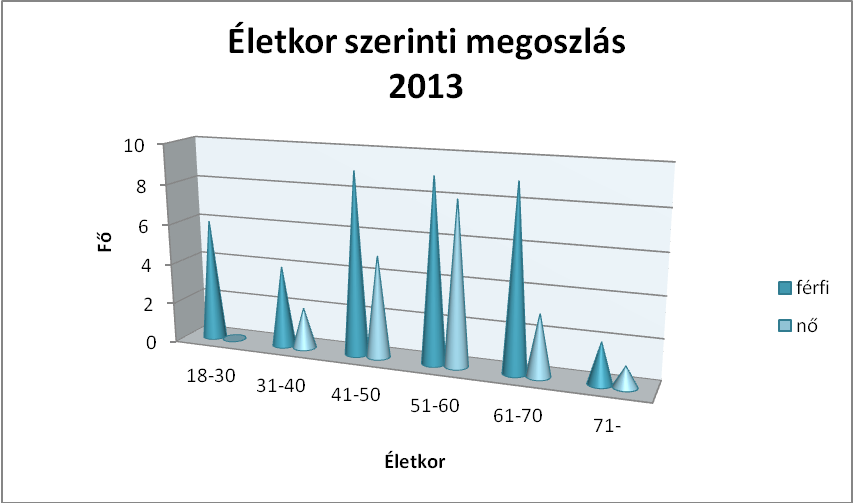 Életkor szerinti megoszlás
2013
10
8
6
4
2
0
Fő
18-30
31-40
41-50
51-60
61-70
71-
Életkor
férfi
nő